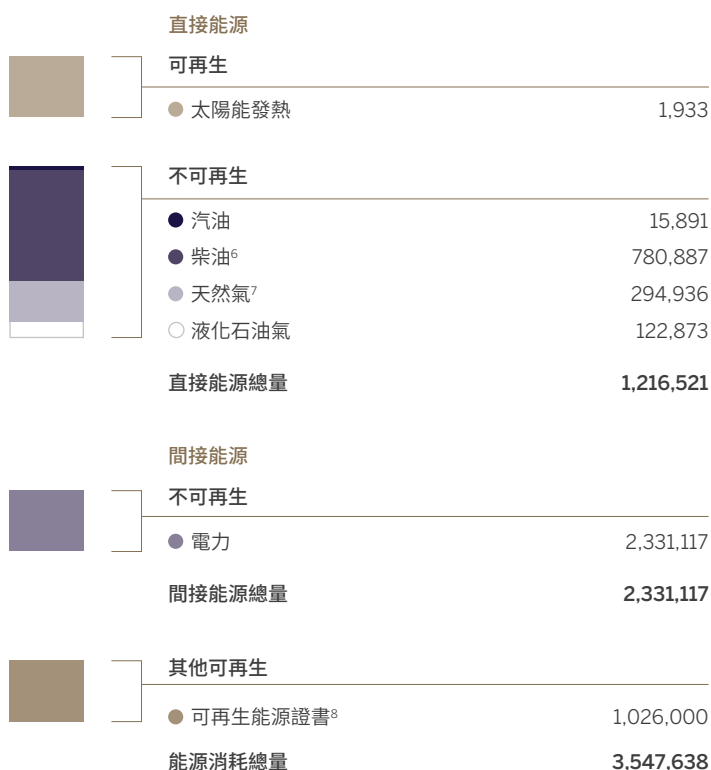 直接能源
可再生
太陽能發熱 1,933
不可再生
汽油 15,891
柴油6 780,887
天然氣7 294,936
液化石油氣 122,873
直接能源總量 1,216,521
間接能源
不可再生
電力 2,331,117
間接能源總量 2,331,117
其他可再生
可再生能源證書8 1,026,000
能源消耗總量 3,547,638